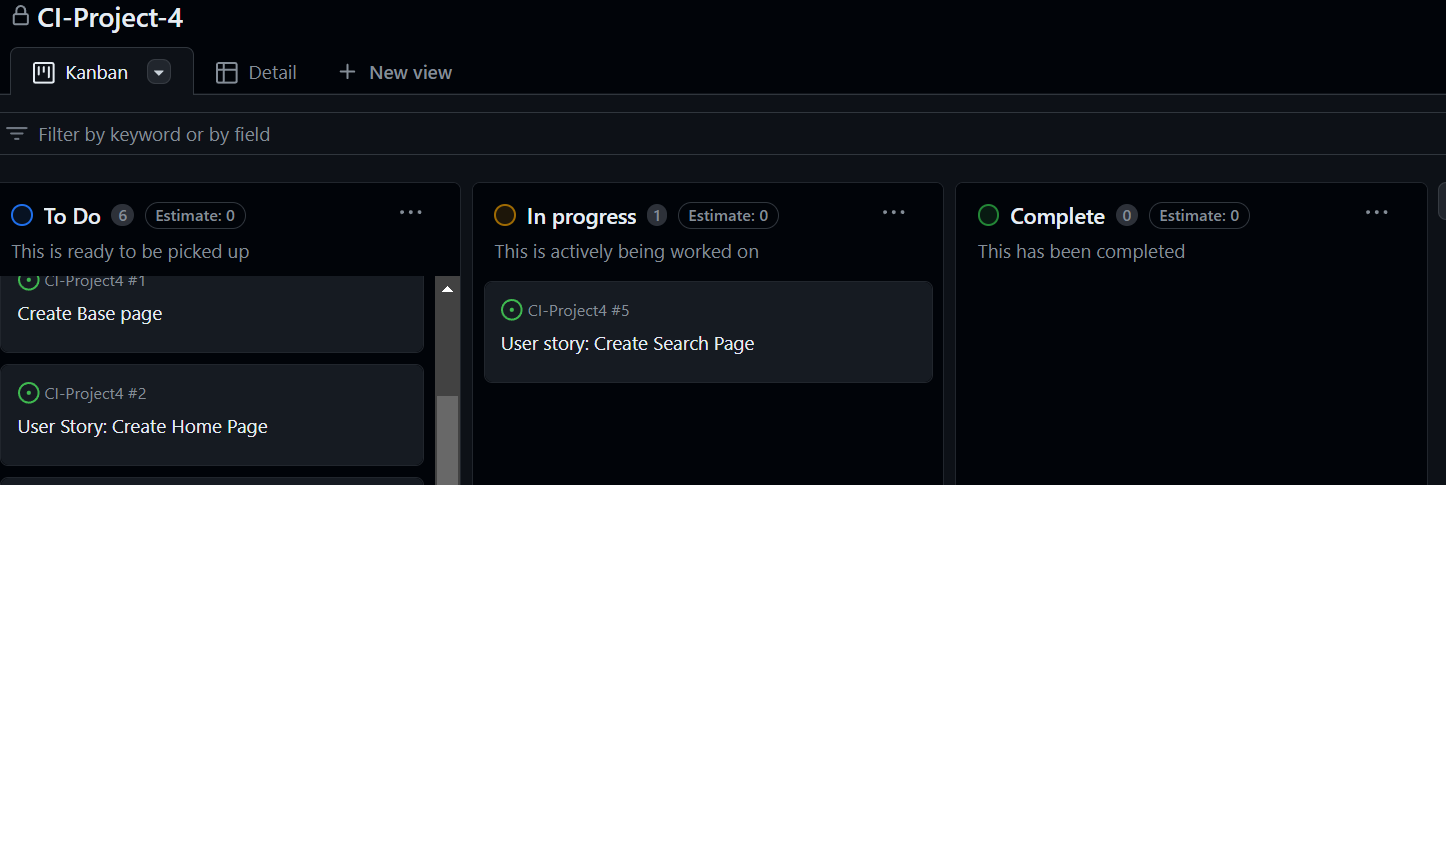 CI-Project-4
Kanban Detail New view
Filter by keyword or by field
To Do 6 Estimate: 0
This is ready to be picked up
CI-Project4 #1
Create Base page
CI-Project4 #2
User Story: Create Home Page
In progress 1 Estimate: 0
This is actively being worked on
CI-Project4 #5
User story: Create Search Page
Complete 0 Estimate: 0
This has been completed